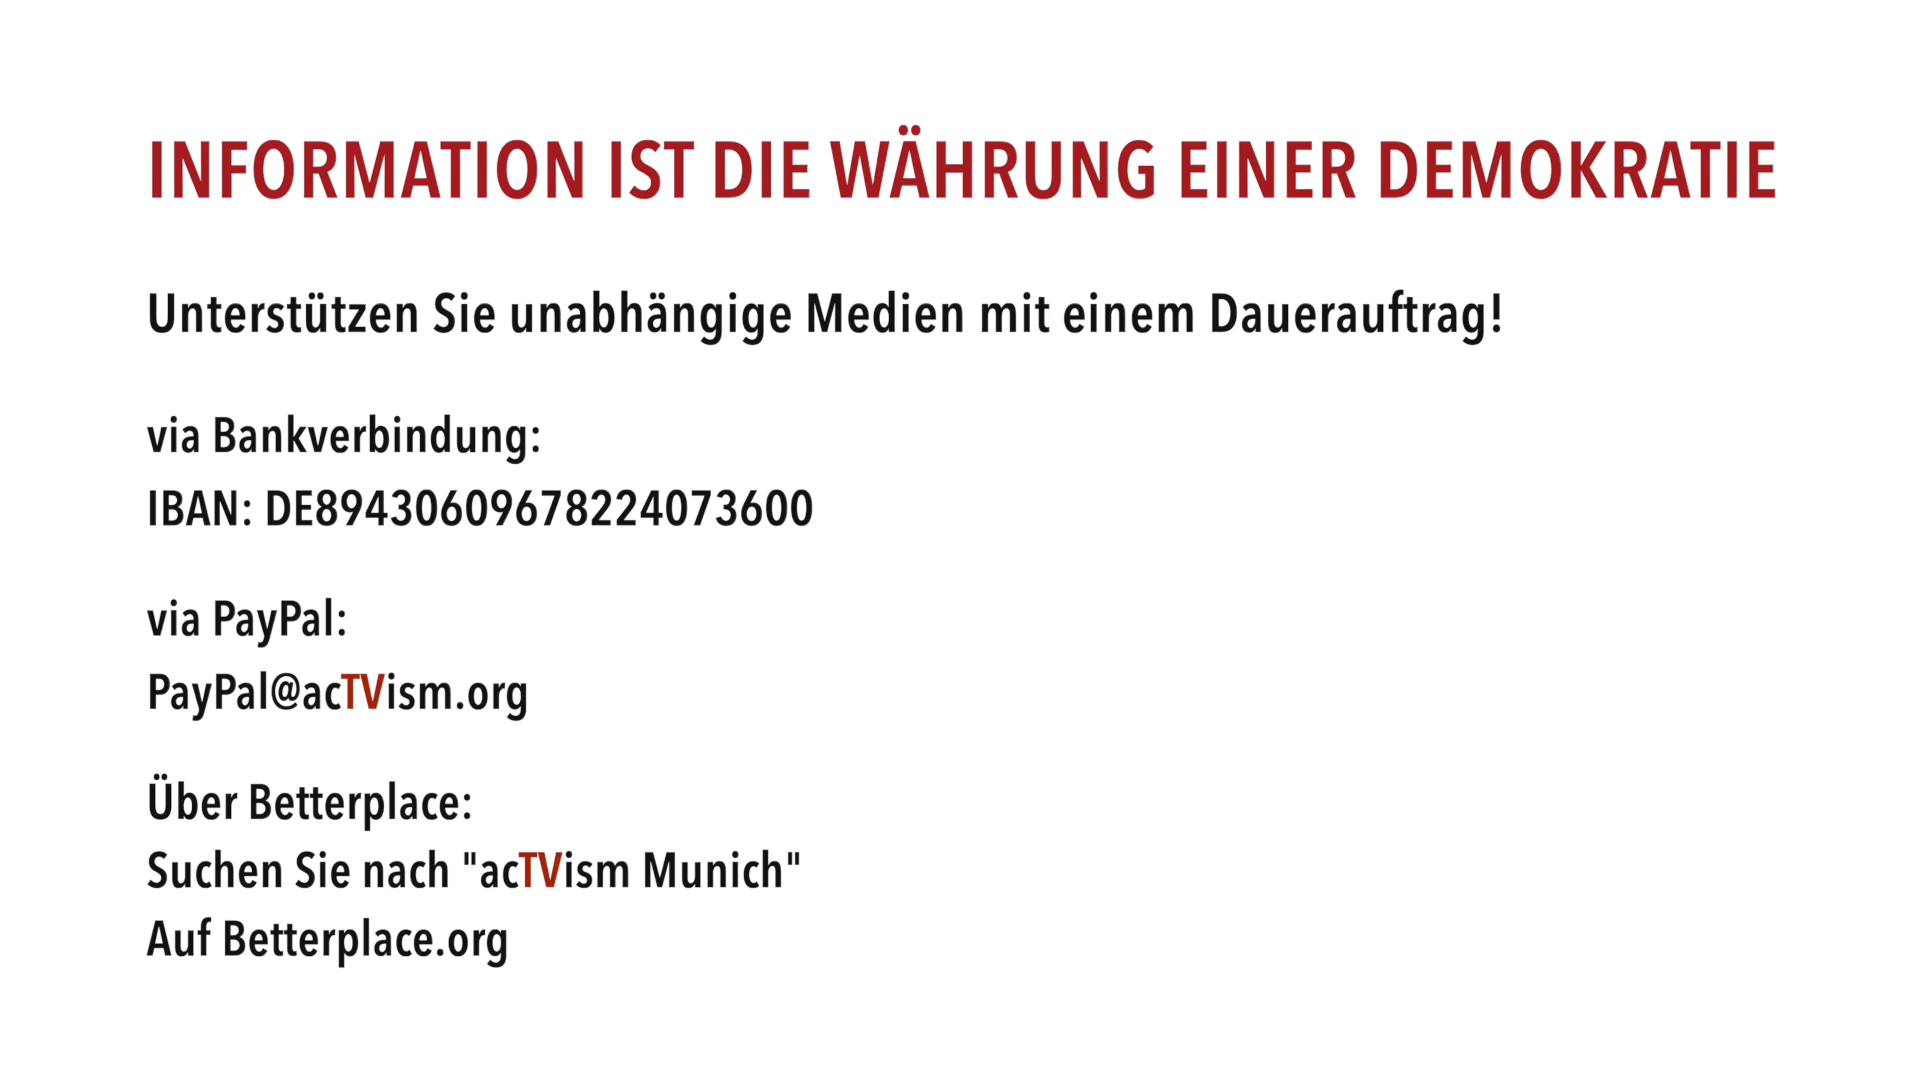 INFORMATION IST DIE WÄHRUNG EINER DEMOKRATIE
Unterstützen Sie unabhängige Medien mit einem Dauerauftrag!
via Bankverbindung:
IBAN: DE89430609678224073600
via PayPal:
PayPal@acTVism.org
Über Betterplace:
Suchen Sie nach "acTVism Munich"
Auf Betterplace.org